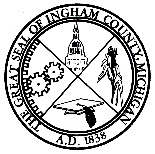 THE GREAT SEAL OF INGHAM COUNTY, MICHIGAN
A.D. 1838